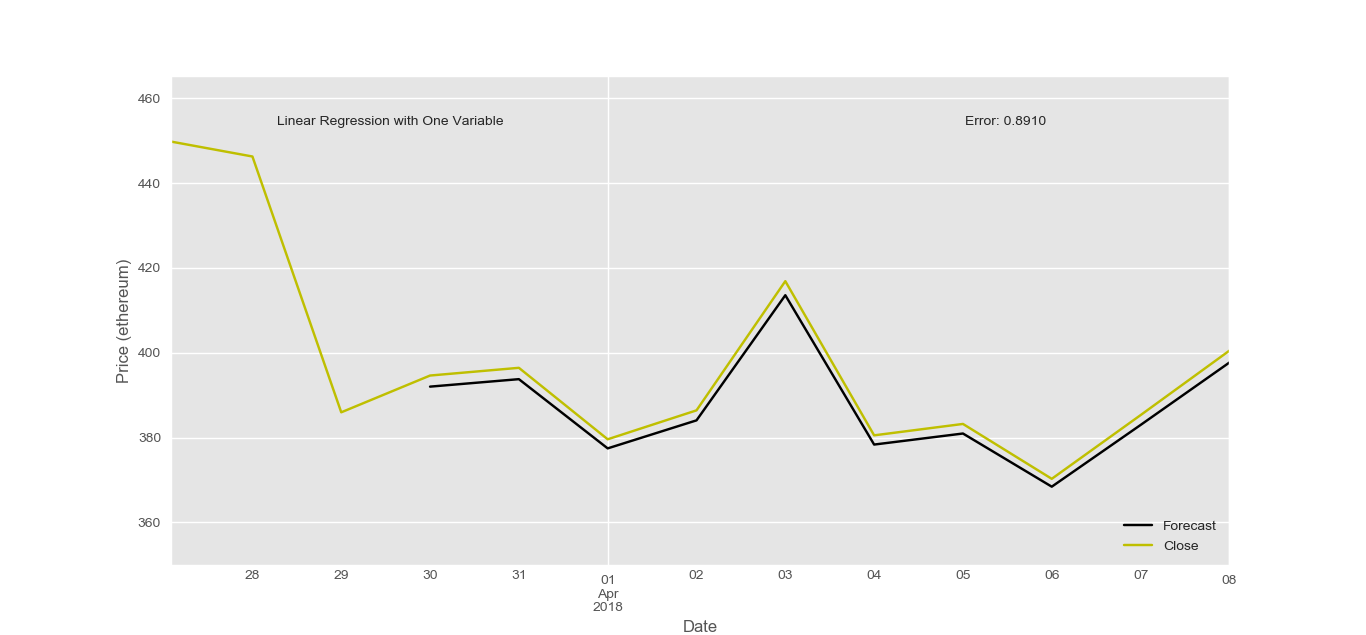 460
Linear Regression with One Variable
Error: 0.8910
440
420
400
380
360
Price (ethereum)
Forecast
Close
28
29
30
31
01
Apr
2018
02
03
04
05
06
07
08
Date